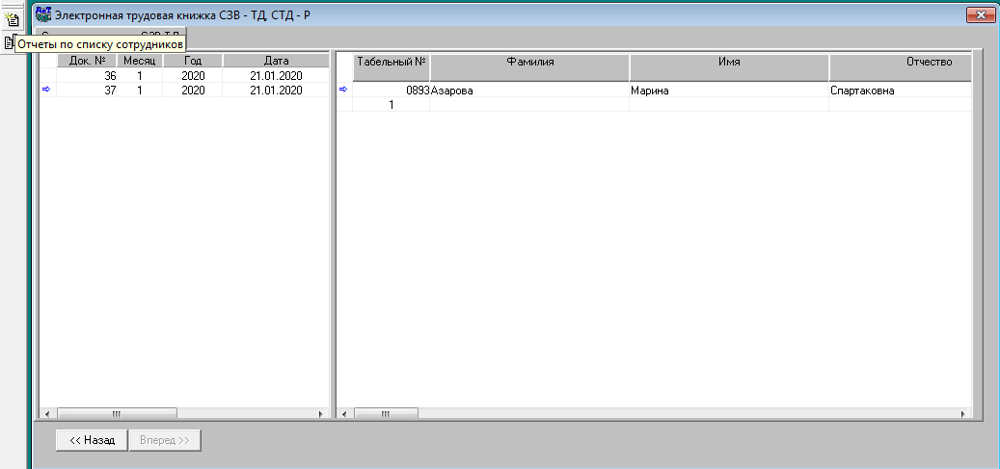 Электронная трудовая книжка СЗВ - ТД, СТД - Р
Отчеты по списку сотрудников
Док. № Месяц Год Дата
36 1 2020 21.01.2020
37 1 2020 21.01.2020
Табельный № Фамилия Имя Отчество
0893 Азарова Марина Спартаковна
1
<< Назад Вперед >>